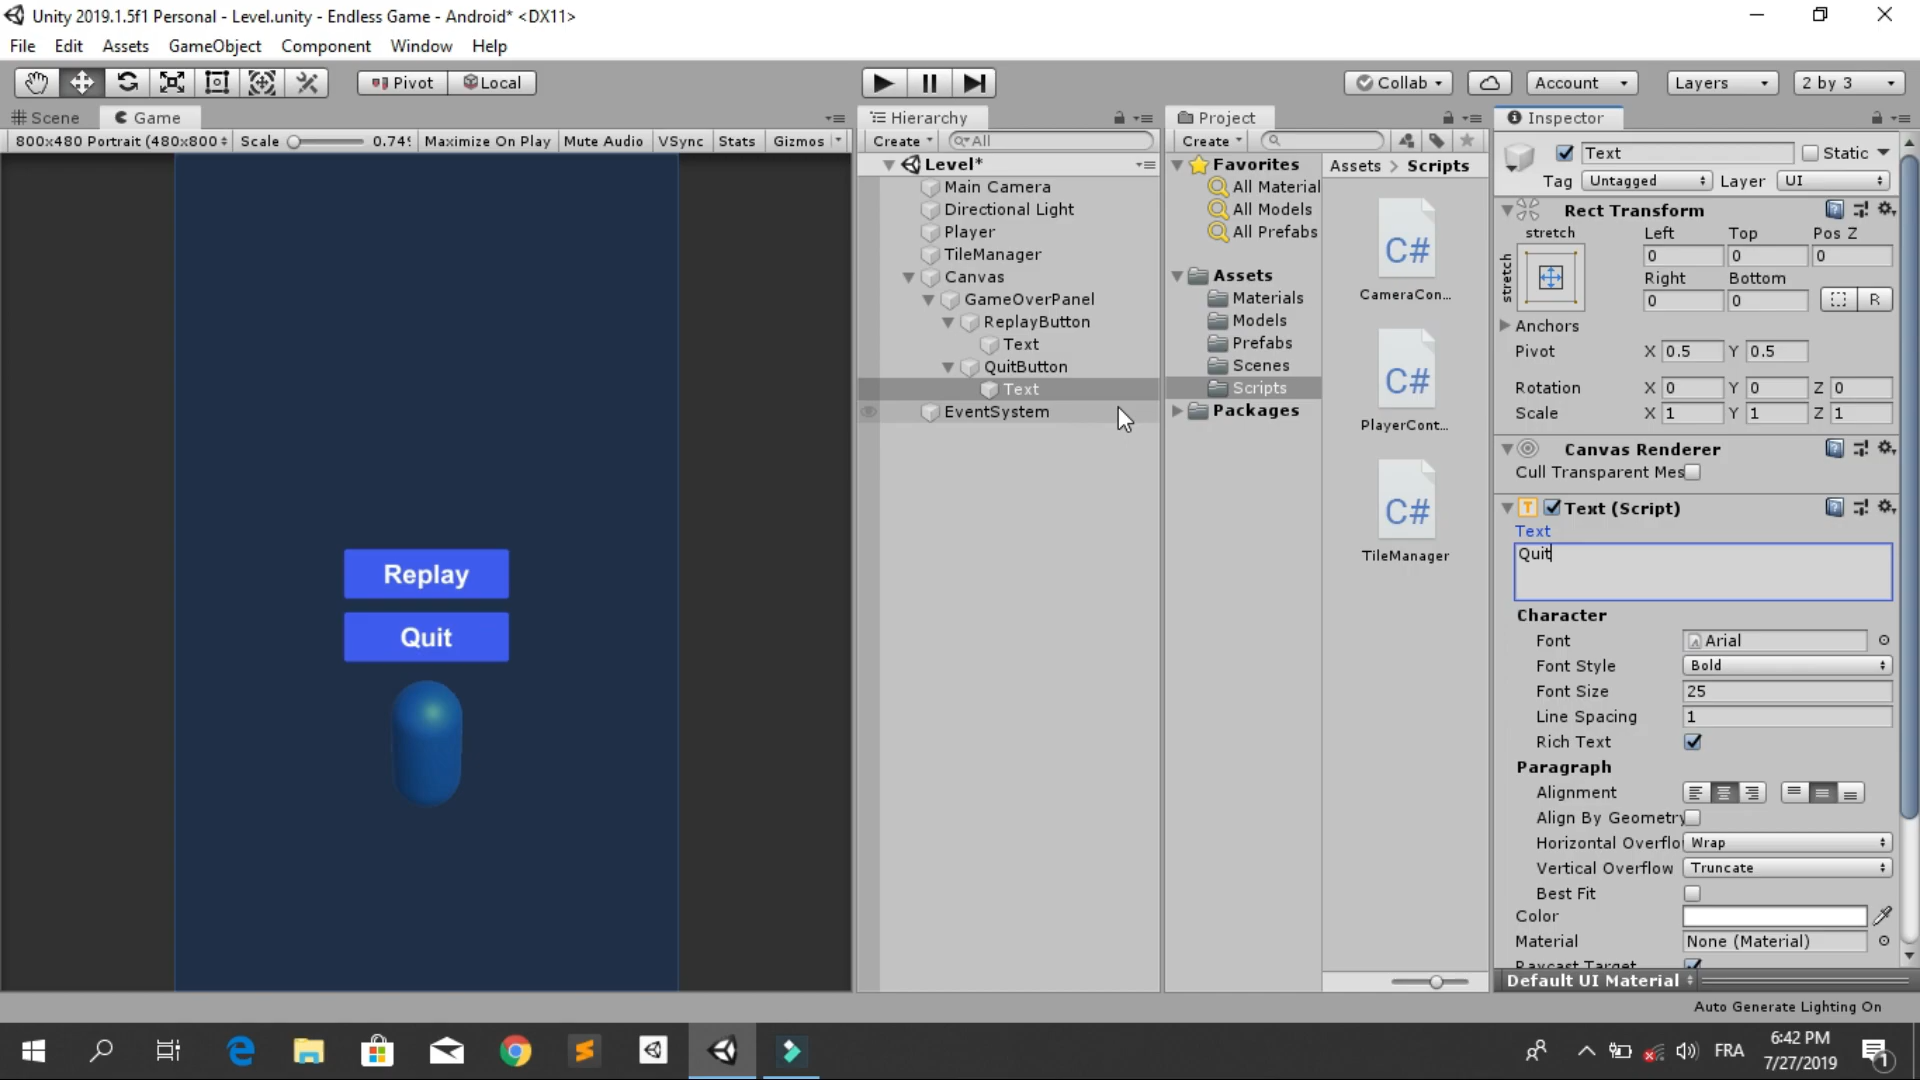 Unity 2019.1.5f1 Personal - Level.unity - Endless Game - Android* <DX11>
File Edit Assets GameObject Component Window Help
Pivot Local Collab Account Layers 2 by 3
Scene Game
800x480 Portrait (480x800 Scale 0.74 Maximize On Play Mute Audio VSync Stats Gizmos
Replay
Quit
Hierarchy
Create All
Level*
Main Camera
Directional Light
Player
TileManager
Canvas
GameOverPanel
ReplayButton
Text
QuitButton
Text
EventSystem
Project
Create
Favorites
All Material
All Models
All Prefabs
Assets
Materials
Models
Prefabs
Scenes
Scripts
Packages
Assets > Scripts
C#
CameraCon...
C#
PlayerCont...
C#
TileManager
Inspector
Text Static
Tag Untagged Layer UI
Rect Transform
stretch Left Top Pos Z
stretch
0 0 0
Right Bottom
0 0 R
Anchors
Pivot X 0.5 Y 0.5
Rotation X 0 Y 0 Z 0
Scale X 1 Y 1 Z 1
Canvas Renderer
Cull Transparent Mes
T Text (Script)
Text
Quit
Character
Font Arial
Font Style Bold
Font Size 25
Line Spacing 1
Rich Text
Paragraph
Alignment
Align By Geometry
Horizontal Overflo Wrap
Vertical Overflow Truncate
Best Fit
Color
Material None (Material)
Raycast Target
Default UI Material
Auto Generate Lighting On
FRA
6:42 PM
7/27/2019
1